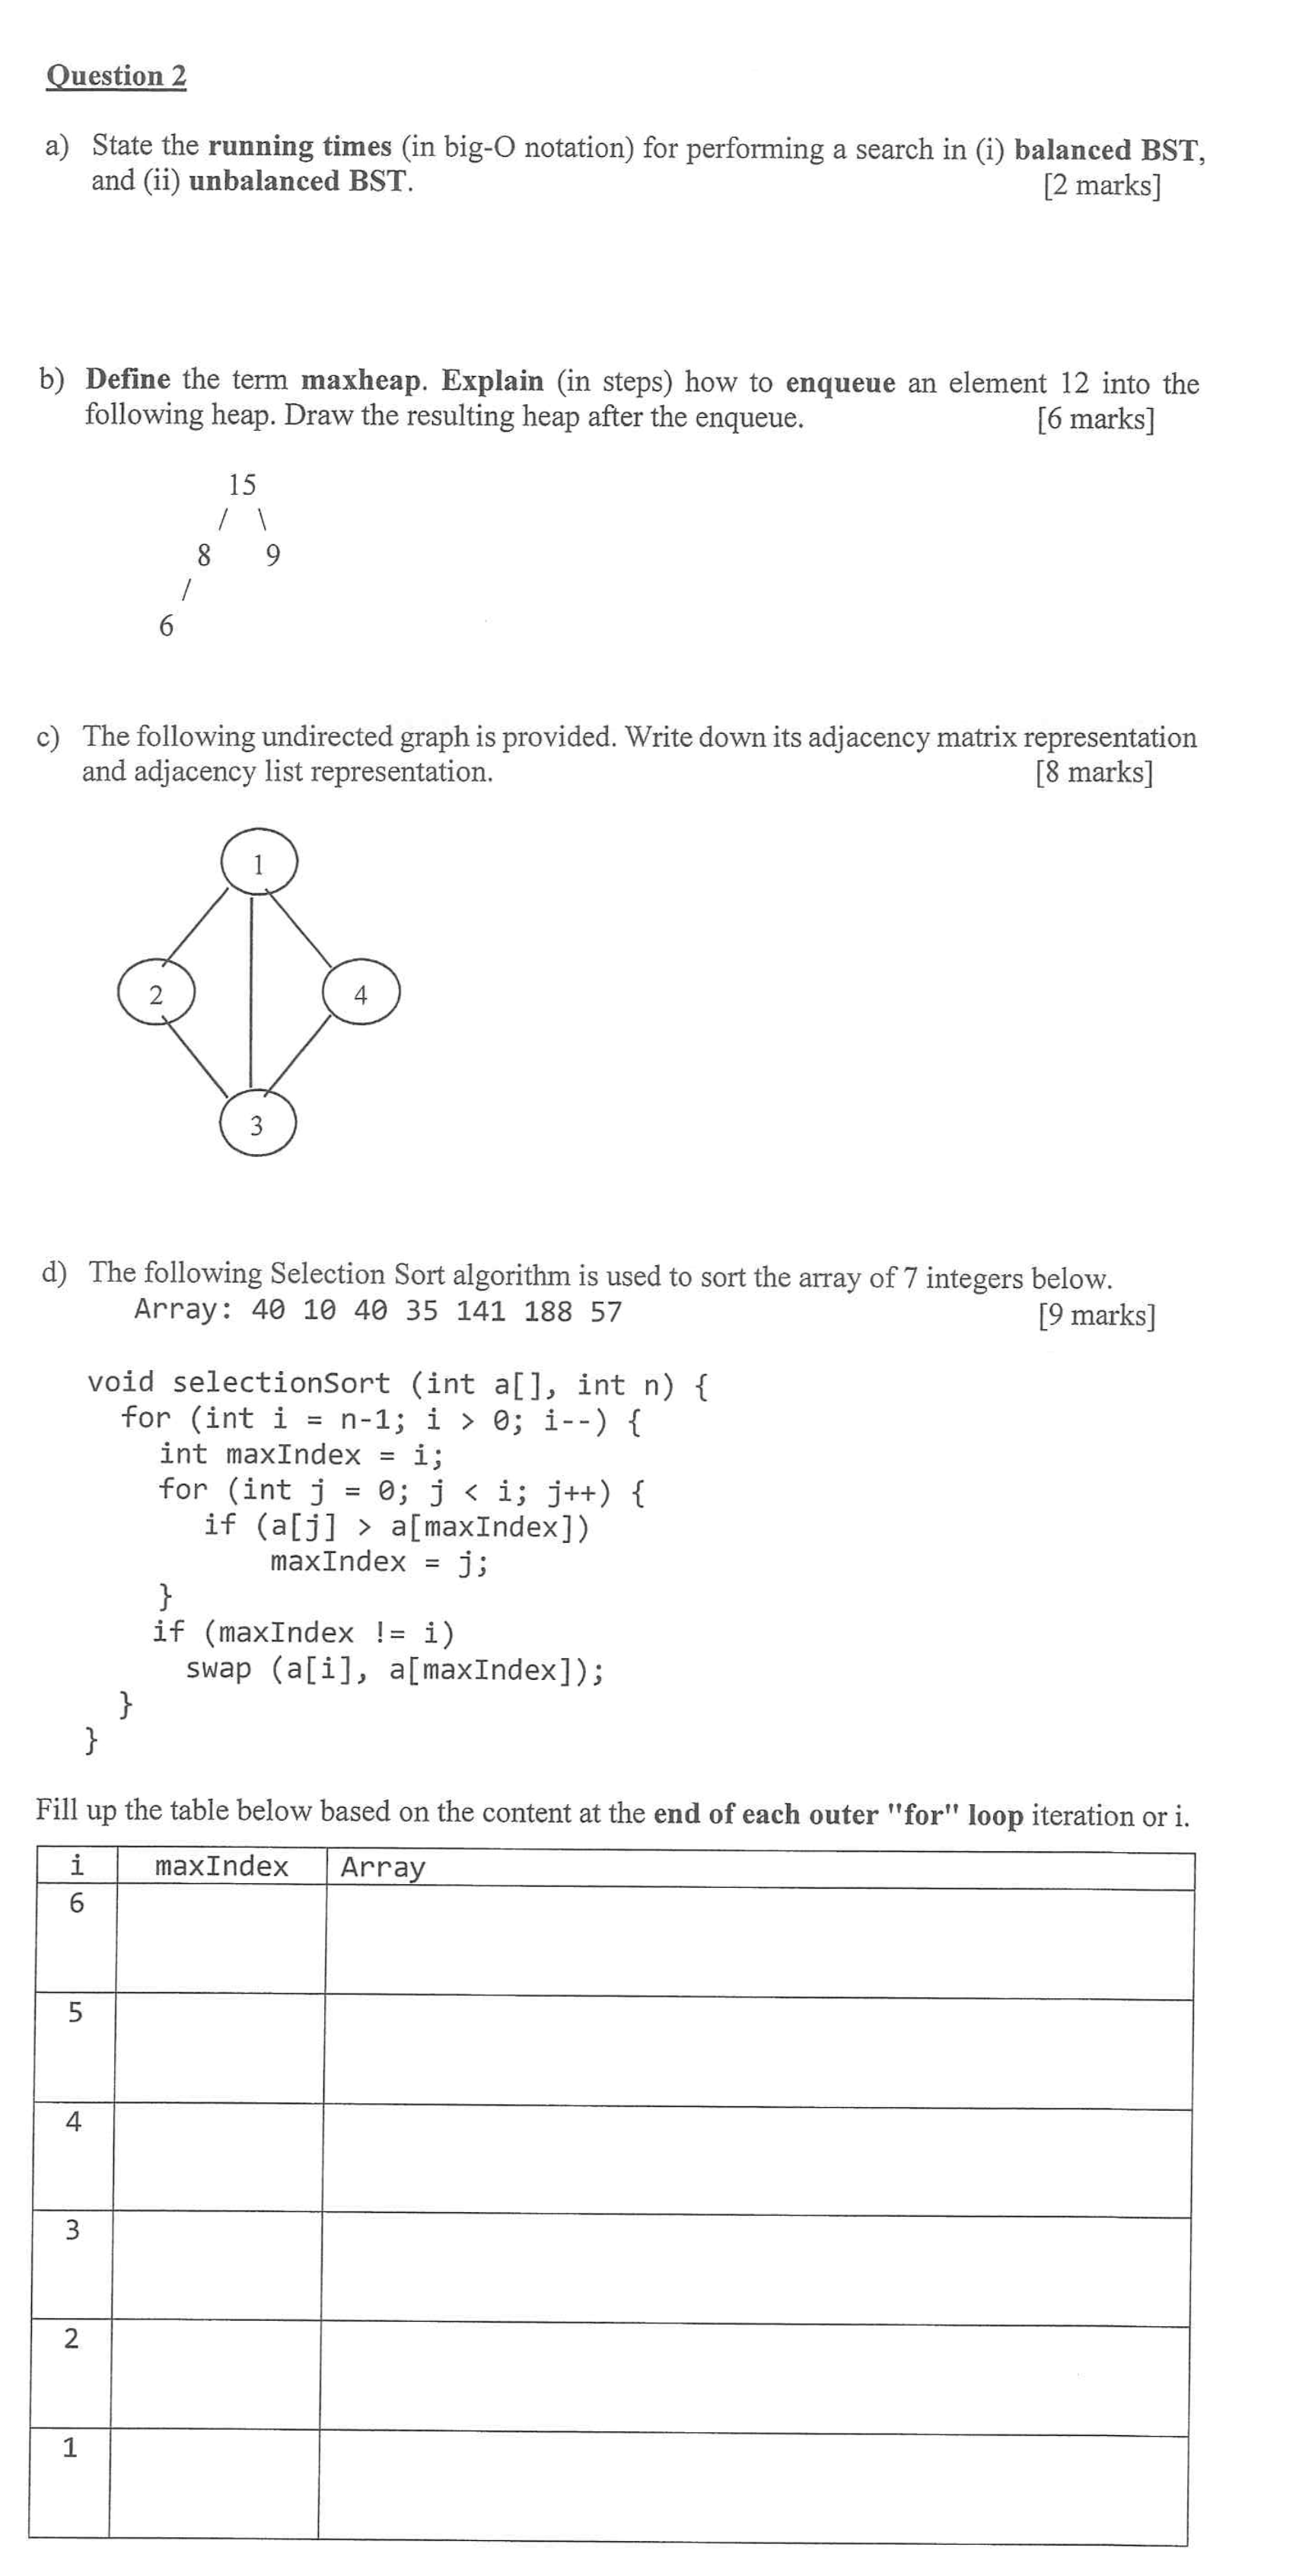 Question 2
a) State the running times (in big-O notation) for performing a search in (i) balanced BST,
and (ii) unbalanced BST. [2 marks]
b) Define the term maxheap. Explain (in steps) how to enqueue an element 12 into the
following heap. Draw the resulting heap after the enqueue. [6 marks]
15
/ \
8 9
/
6
c) The following undirected graph is provided. Write down its adjacency matrix representation
and adjacency list representation. [8 marks]
1
2 4
3
d) The following Selection Sort algorithm is used to sort the array of 7 integers below.
Array: 40 10 40 35 141 188 57 [9 marks]
void selectionSort (int a[], int n) {
for (int i = n-1; i > 0; i--) {
int maxIndex = i;
for (int j = 0; j < i; j++) {
if (a[j] > a[maxIndex])
maxIndex = j;
}
if (maxIndex != i)
swap (a[i], a[maxIndex]);
}
}
Fill up the table below based on the content at the end of each outer "for" loop iteration or i.
i maxIndex Array
6
5
4
3
2
1